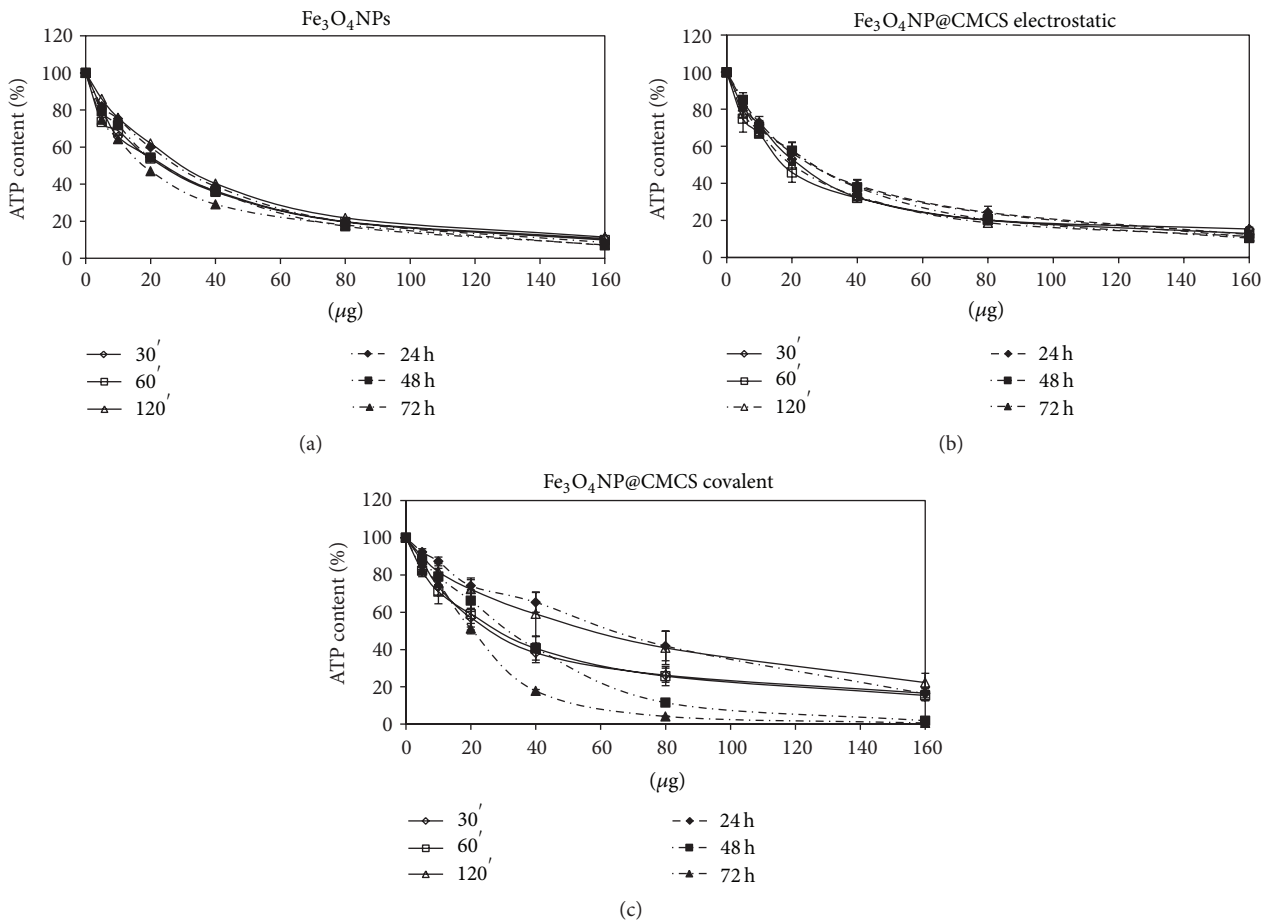 Fe₃O₄NPs
120
100
80
60
40
20
0
ATP content (%)
0 20 40 60 80 100 120 140 160
(μg)
30′
60′
120′
24 h
48 h
72 h
(a)
Fe₃O₄NP@CMCS electrostatic
120
100
80
60
40
20
0
ATP content (%)
0 20 40 60 80 100 120 140 160
(μg)
30′
60′
120′
24 h
48 h
72 h
(b)
Fe₃O₄NP@CMCS covalent
120
100
80
60
40
20
0
ATP content (%)
0 20 40 60 80 100 120 140 160
(μg)
30′
60′
120′
24 h
48 h
72 h
(c)